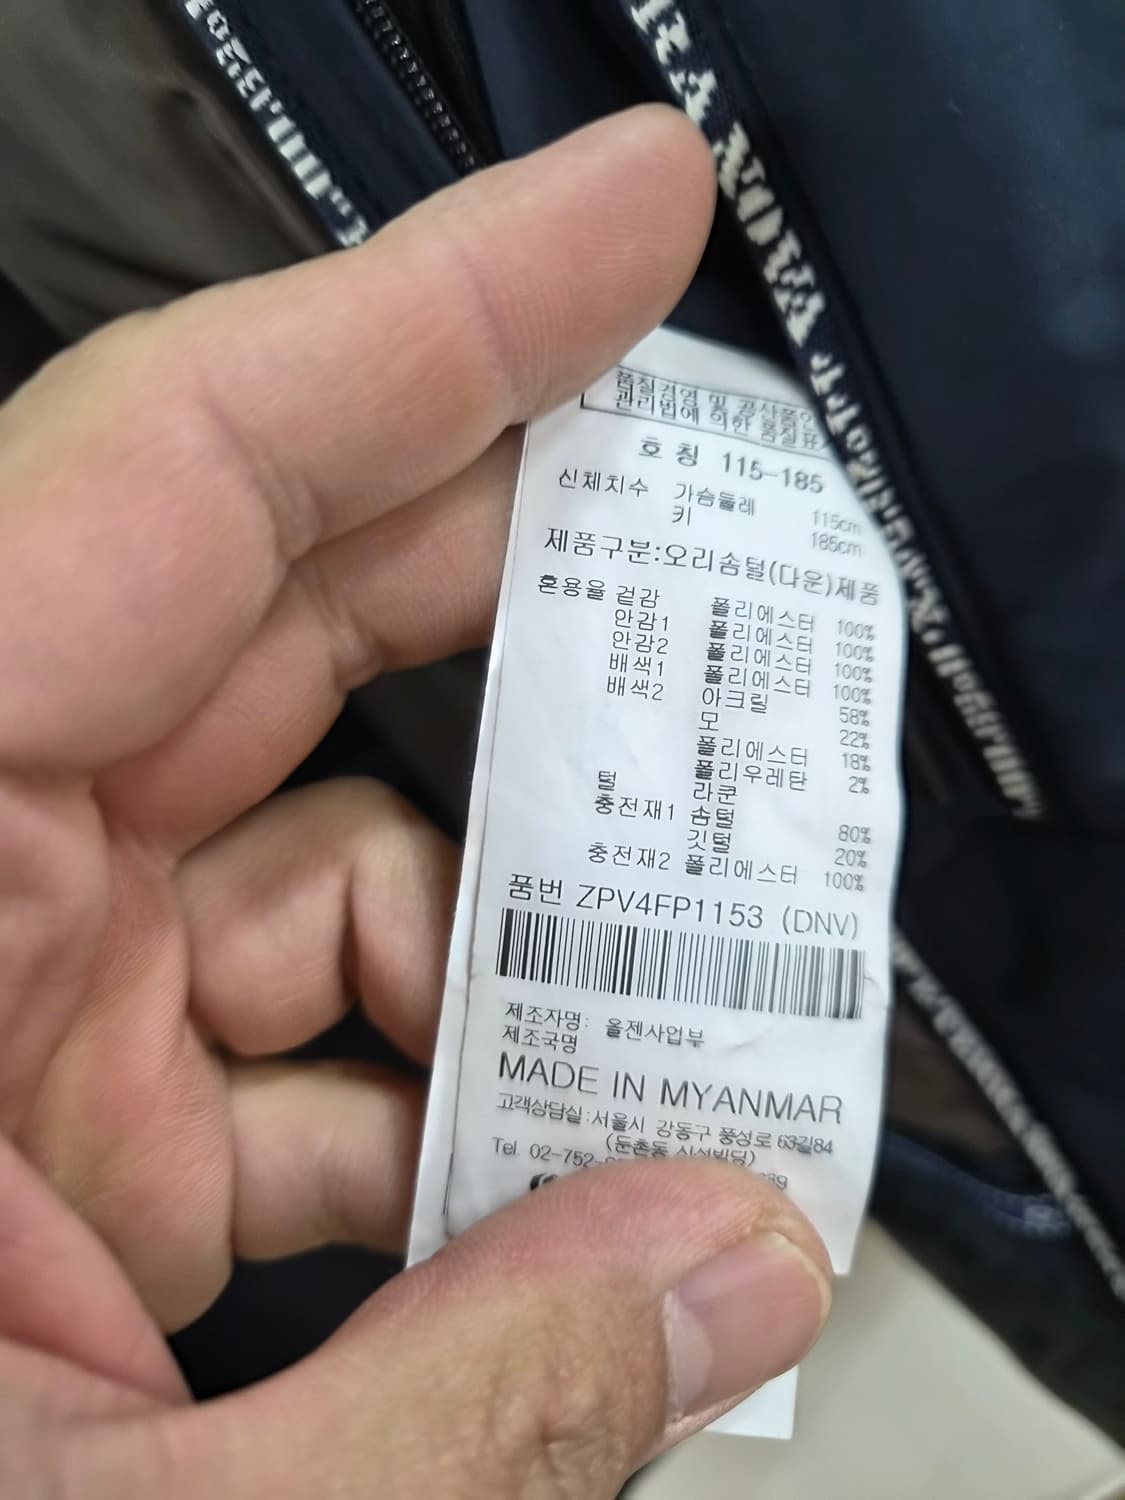 품질경영 및 공산품안
관리법에 의한 품질표
호 칭 115-185
신체치수 가슴둘레 115cm
키 185cm
제품구분:오리솜털(다운)제품
혼용율 겉감 폴리에스터 100%
안감1 폴리에스터 100%
안감2 폴리에스터 100%
배색1 폴리에스터 100%
배색2 아크릴 58%
모 22%
폴리에스터 18%
폴리우레탄 2%
털 라쿤
충전재1 솜털 80%
깃털 20%
충전재2 폴리에스터 100%
품번 ZPV4FP1153 (DNV)
제조자명: 올젠사업부
제조국명
MADE IN MYANMAR
고객상담실:서울시 강동구 풍성로 63길84
(둔촌동 신성빌딩)
Tel. 02-752-